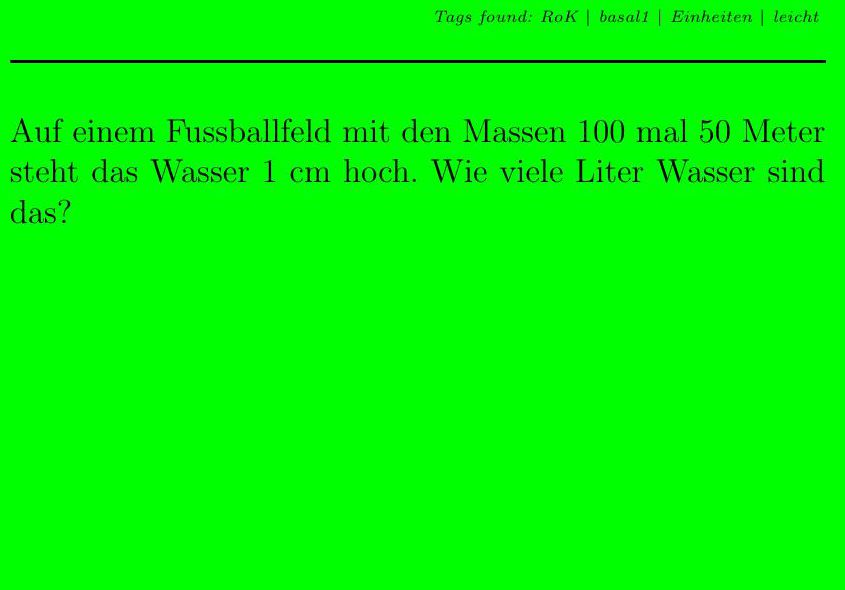 Tags found: RoK | basal1 | Einheiten | leicht
Auf einem Fussballfeld mit den Massen 100 mal 50 Meter
steht das Wasser 1 cm hoch. Wie viele Liter Wasser sind
das?